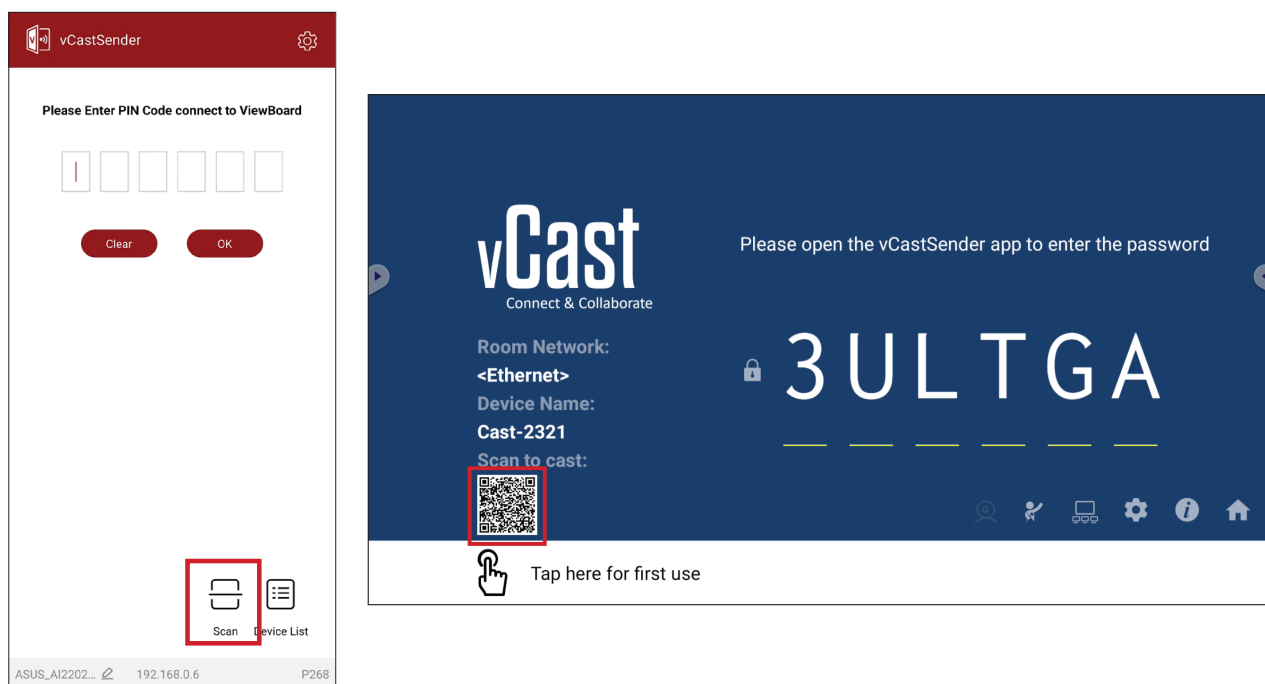 vCastSender
Please Enter PIN Code connect to ViewBoard
Clear
OK
Scan
Device List
ASUS_AI2202...
192.168.0.6
P268
vCast
Connect & Collaborate
Please open the vCastSender app to enter the password
Room Network:
<Ethernet>
Device Name:
Cast-2321
Scan to cast:
3ULTGA
Tap here for first use